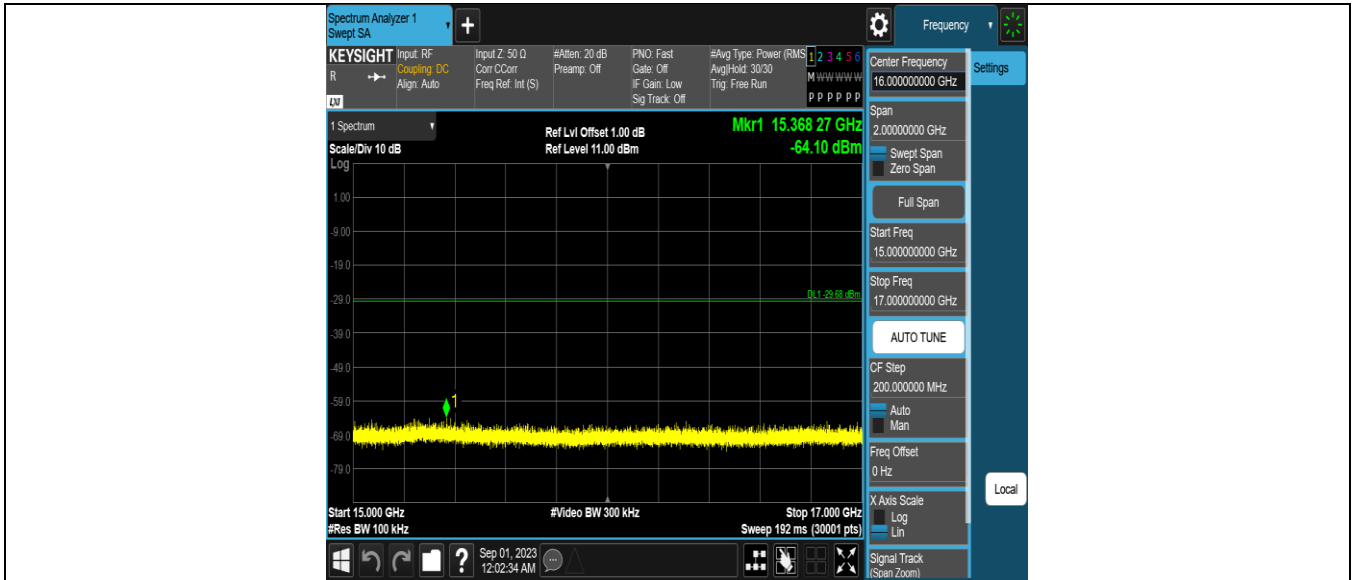 Spectrum Analyzer 1
Swept SA
+
Frequency
KEYSIGHT
R
LXI
Input: RF
Coupling: DC
Align: Auto
Input Z: 50 Ω
Corr CCorr
Freq Ref: Int (S)
#Atten: 20 dB
Preamp: Off
PNO: Fast
Gate: Off
IF Gain: Low
Sig Track: Off
#Avg Type: Power (RMS
Avg|Hold: 30/30
Trig: Free Run
1 2 3 4 5 6
M W W W W W
P P P P P P
1 Spectrum
Scale/Div 10 dB
Ref Lvl Offset 1.00 dB
Ref Level 11.00 dBm
Mkr1 15.368 27 GHz
-64.10 dBm
Log
1.00
-9.00
-19.0
-29.0
DL1 -29.68 dBm
-39.0
-49.0
-59.0
1
-69.0
-79.0
Start 15.000 GHz
#Res BW 100 kHz
#Video BW 300 kHz
Stop 17.000 GHz
Sweep 192 ms (30001 pts)
?
Sep 01, 2023
12:02:34 AM
Center Frequency
16.000000000 GHz
Settings
Span
2.00000000 GHz
Swept Span
Zero Span
Full Span
Start Freq
15.000000000 GHz
Stop Freq
17.000000000 GHz
AUTO TUNE
CF Step
200.000000 MHz
Auto
Man
Freq Offset
0 Hz
X Axis Scale
Log
Lin
Local
Signal Track
(Span Zoom)